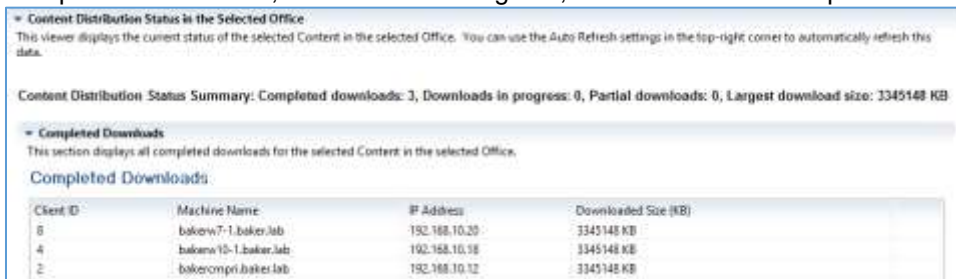 Content Distribution Status in the Selected Office
This viewer displays the current status of the selected Content in the selected Office. You can use the Auto Refresh settings in the top-right corner to automatically refresh this
data.
Content Distribution Status Summary: Completed downloads: 3, Downloads in progress: 0, Partial downloads: 0, Largest download size: 3345148 KB
Completed Downloads
This section displays all completed downloads for the selected Content in the selected Office.
Completed Downloads
Client ID Machine Name IP Address Downloaded Size (KB)
8 bakerw7-1.baker.lab 192.168.10.20 3345148 KB
4 bakerw10-1.baker.lab 192.168.10.18 3345148 KB
2 bakercmpri.baker.lab 192.168.10.12 3345148 KB